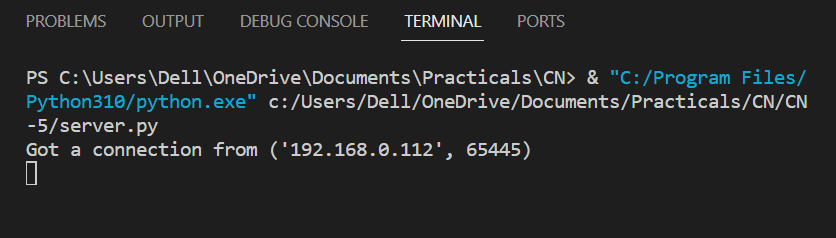 PROBLEMS OUTPUT DEBUG CONSOLE TERMINAL PORTS
PS C:\Users\Dell\OneDrive\Documents\Practicals\CN> & "C:/Program Files/
Python310/python.exe" c:/Users/Dell/OneDrive/Documents/Practicals/CN/CN
-5/server.py
Got a connection from ('192.168.0.112', 65445)